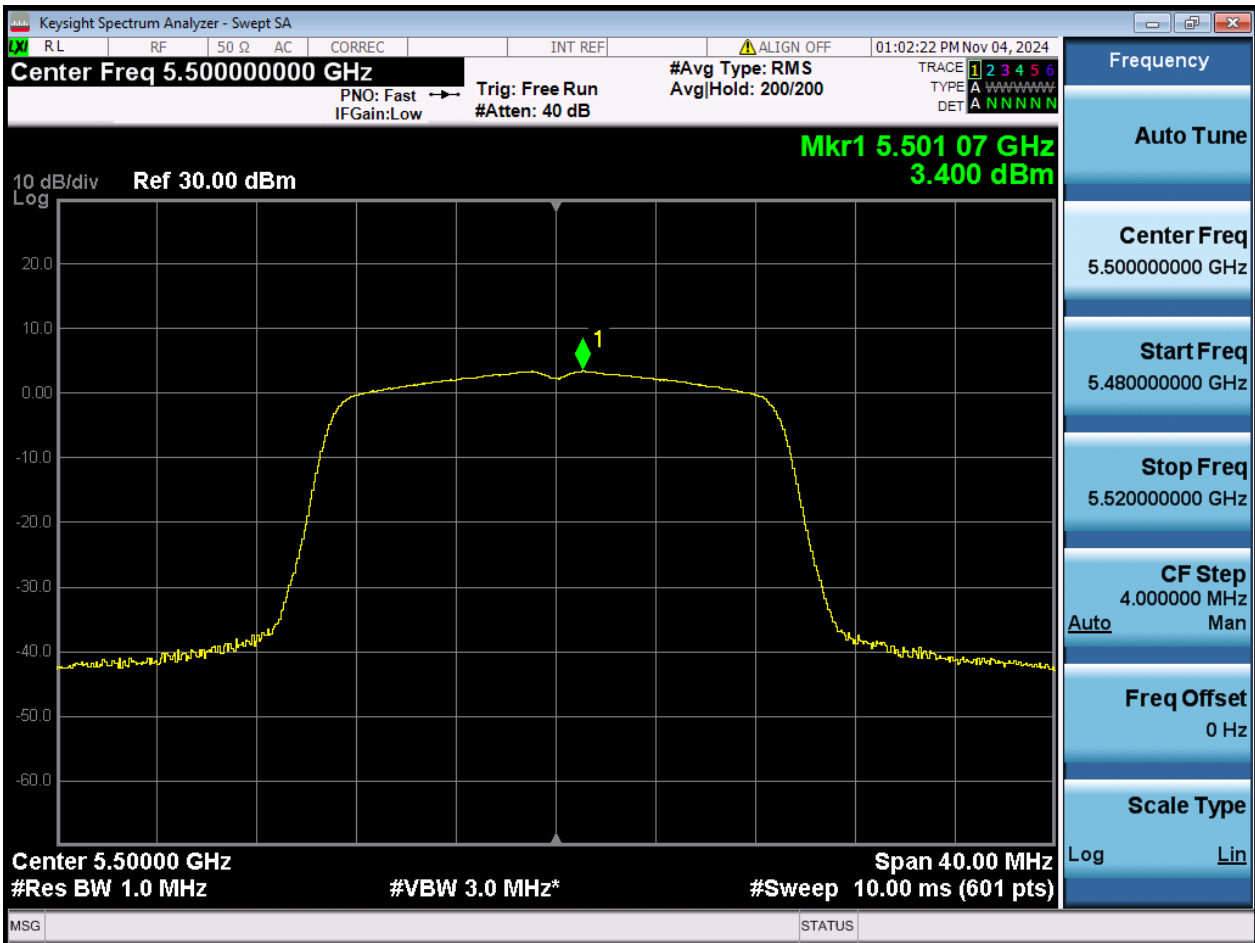 Keysight Spectrum Analyzer - Swept SA
LXI RL RF 50 Ω AC CORREC INT REF ALIGN OFF 01:02:22 PM Nov 04, 2024
Center Freq 5.500000000 GHz
PNO: Fast
IFGain:Low
Trig: Free Run
#Atten: 40 dB
#Avg Type: RMS
Avg|Hold: 200/200
TRACE 1 2 3 4 5 6
TYPE A WWWWW
DET A N N N N N
Mkr1 5.501 07 GHz
3.400 dBm
10 dB/div Ref 30.00 dBm
Log
20.0
10.0
0.00
-10.0
-20.0
-30.0
-40.0
-50.0
-60.0
1
Center 5.50000 GHz Span 40.00 MHz
#Res BW 1.0 MHz #VBW 3.0 MHz* #Sweep 10.00 ms (601 pts)
MSG STATUS
Frequency
Auto Tune
Center Freq
5.500000000 GHz
Start Freq
5.480000000 GHz
Stop Freq
5.520000000 GHz
CF Step
4.000000 MHz
Auto Man
Freq Offset
0 Hz
Scale Type
Log Lin